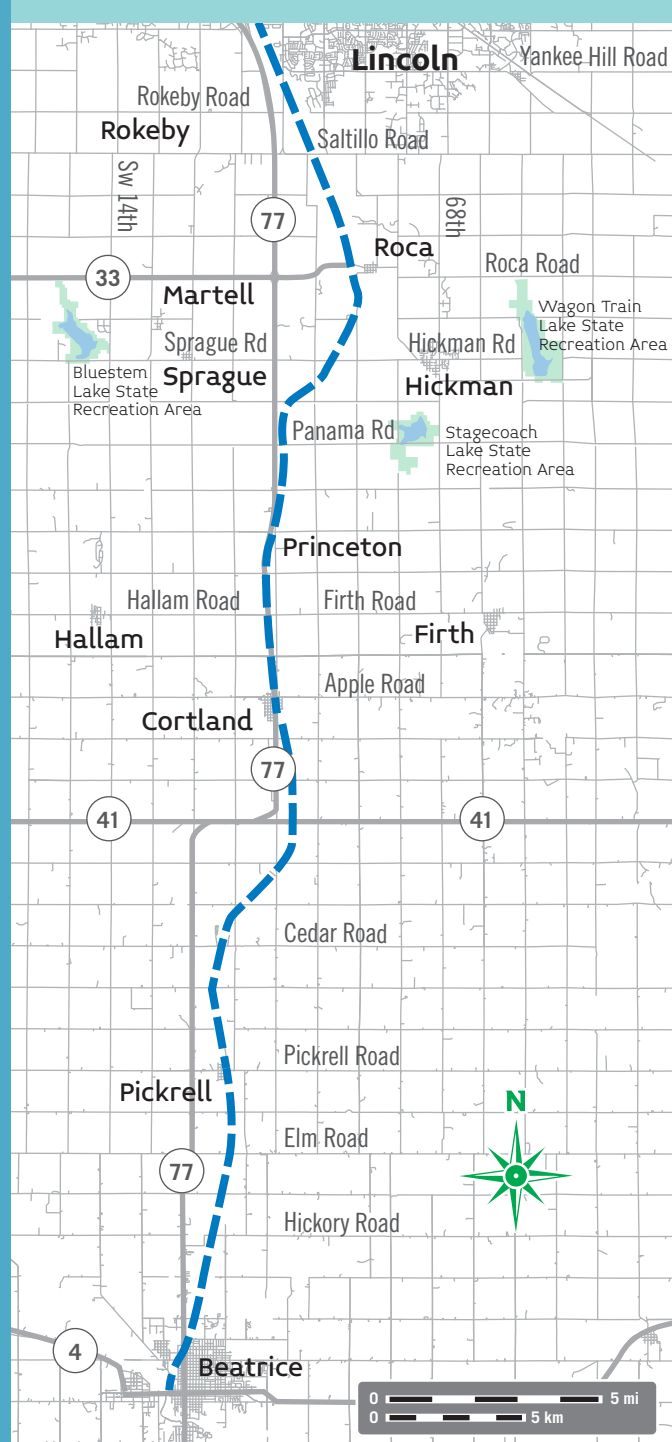 Lincoln
Yankee Hill Road
Rokeby Road
Rokeby
Saltillo Road
Sw 14th
68th
77
Roca
Roca Road
33
Martell
Wagon Train
Lake State
Recreation Area
Sprague Rd
Hickman Rd
Sprague
Hickman
Bluestem
Lake State
Recreation Area
Panama Rd
Stagecoach
Lake State
Recreation Area
Princeton
Hallam Road
Firth Road
Hallam
Firth
Apple Road
Cortland
77
41
41
Cedar Road
Pickrell Road
Pickrell
N
Elm Road
77
Hickory Road
4
Beatrice
0 5 mi
0 5 km